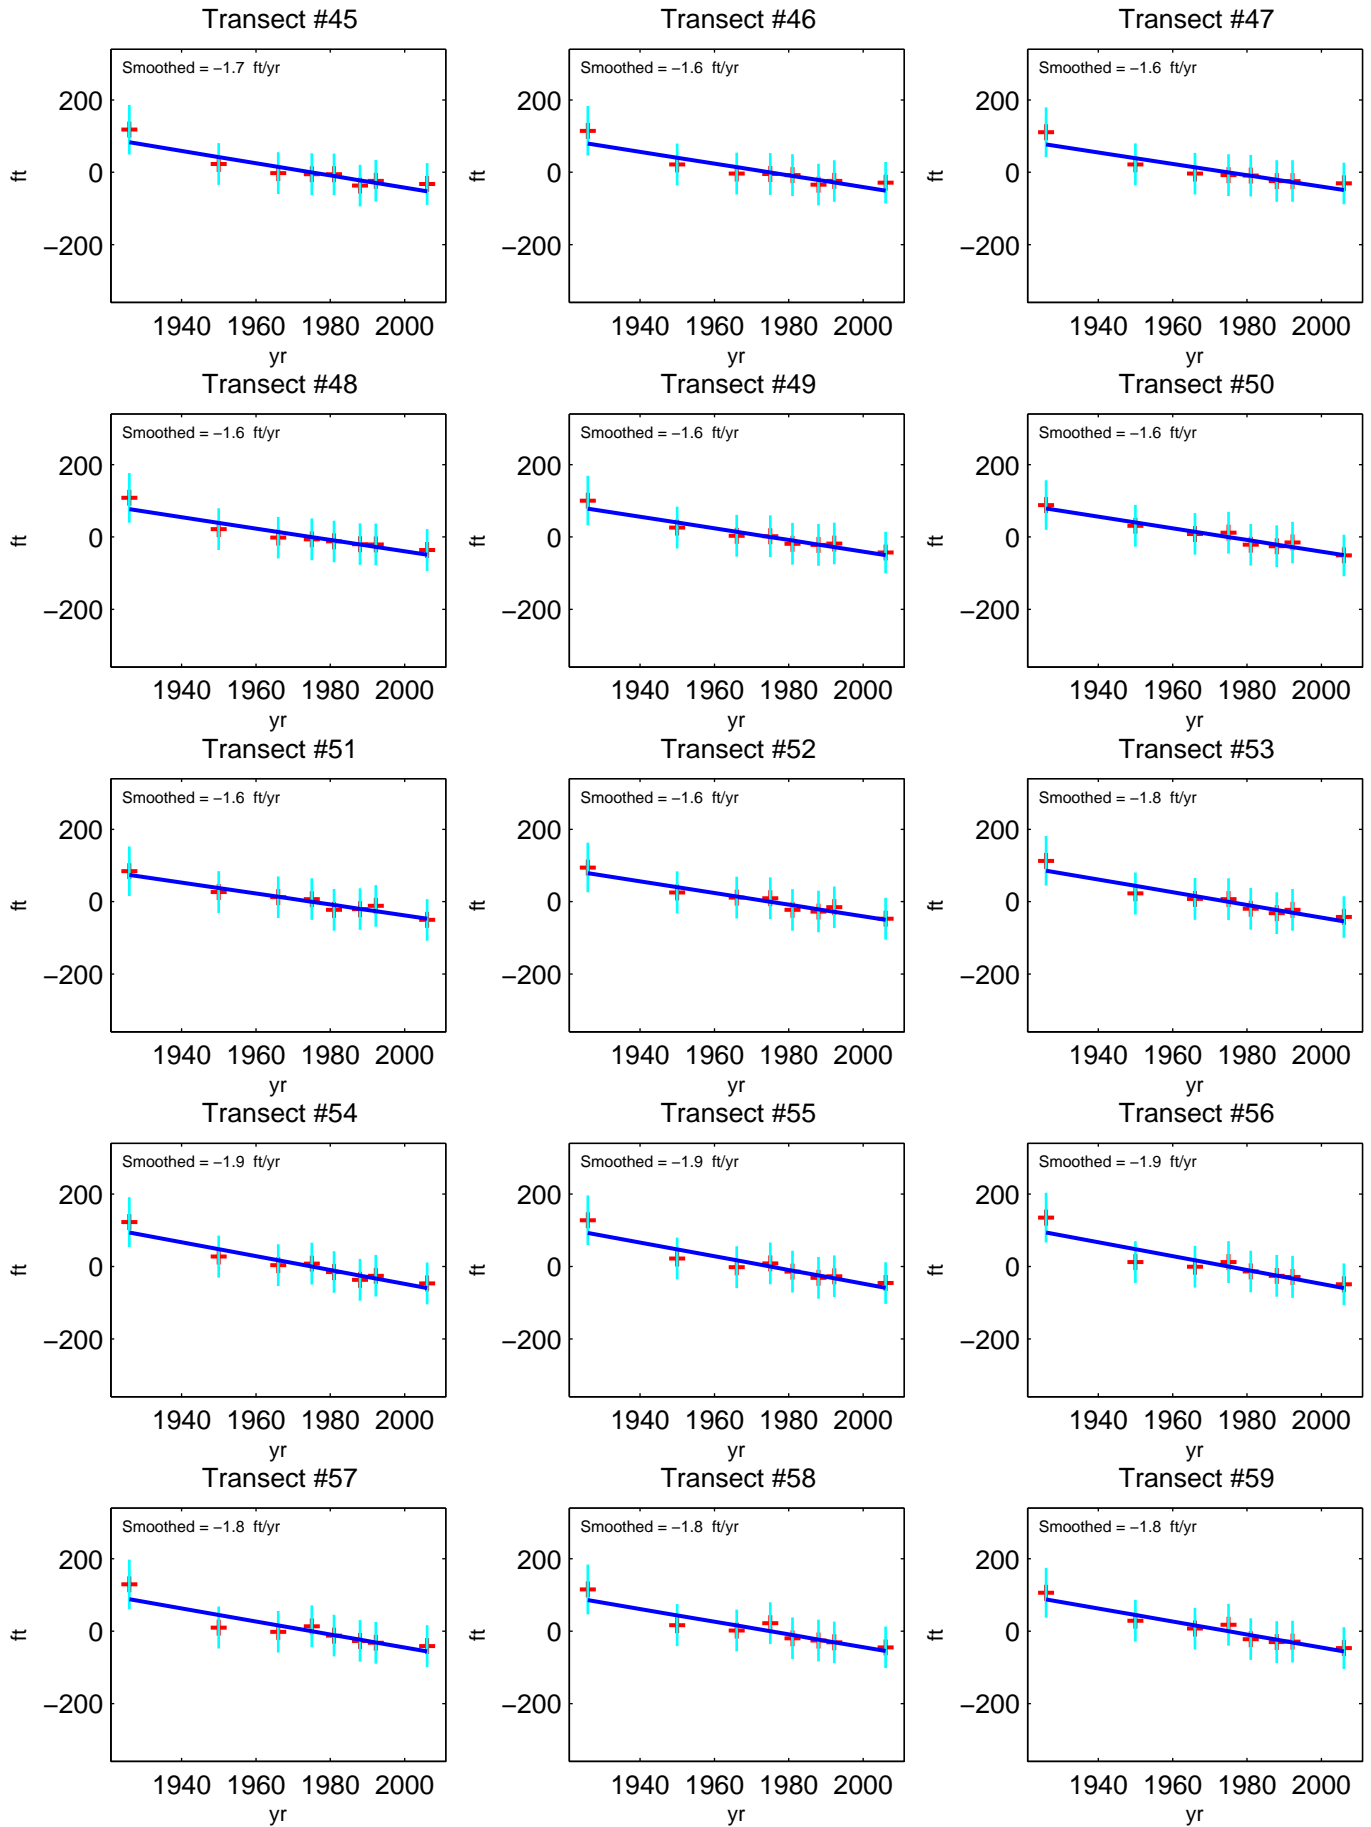 Transect #45 Transect #46 Transect #47
Smoothed = −1.7 ft/yr Smoothed = −1.6 ft/yr Smoothed = −1.6 ft/yr
200 200 200
0 0 0
ft ft ft
−200 −200 −200
1940 1960 1980 2000 1940 1960 1980 2000 1940 1960 1980 2000
yr yr yr
Transect #48 Transect #49 Transect #50
Smoothed = −1.6 ft/yr Smoothed = −1.6 ft/yr Smoothed = −1.6 ft/yr
200 200 200
0 0 0
ft ft ft
−200 −200 −200
1940 1960 1980 2000 1940 1960 1980 2000 1940 1960 1980 2000
yr yr yr
Transect #51 Transect #52 Transect #53
Smoothed = −1.6 ft/yr Smoothed = −1.6 ft/yr Smoothed = −1.8 ft/yr
200 200 200
0 0 0
ft ft ft
−200 −200 −200
1940 1960 1980 2000 1940 1960 1980 2000 1940 1960 1980 2000
yr yr yr
Transect #54 Transect #55 Transect #56
Smoothed = −1.9 ft/yr Smoothed = −1.9 ft/yr Smoothed = −1.9 ft/yr
200 200 200
0 0 0
ft ft ft
−200 −200 −200
1940 1960 1980 2000 1940 1960 1980 2000 1940 1960 1980 2000
yr yr yr
Transect #57 Transect #58 Transect #59
Smoothed = −1.8 ft/yr Smoothed = −1.8 ft/yr Smoothed = −1.8 ft/yr
200 200 200
0 0 0
ft ft ft
−200 −200 −200
1940 1960 1980 2000 1940 1960 1980 2000 1940 1960 1980 2000
yr yr yr